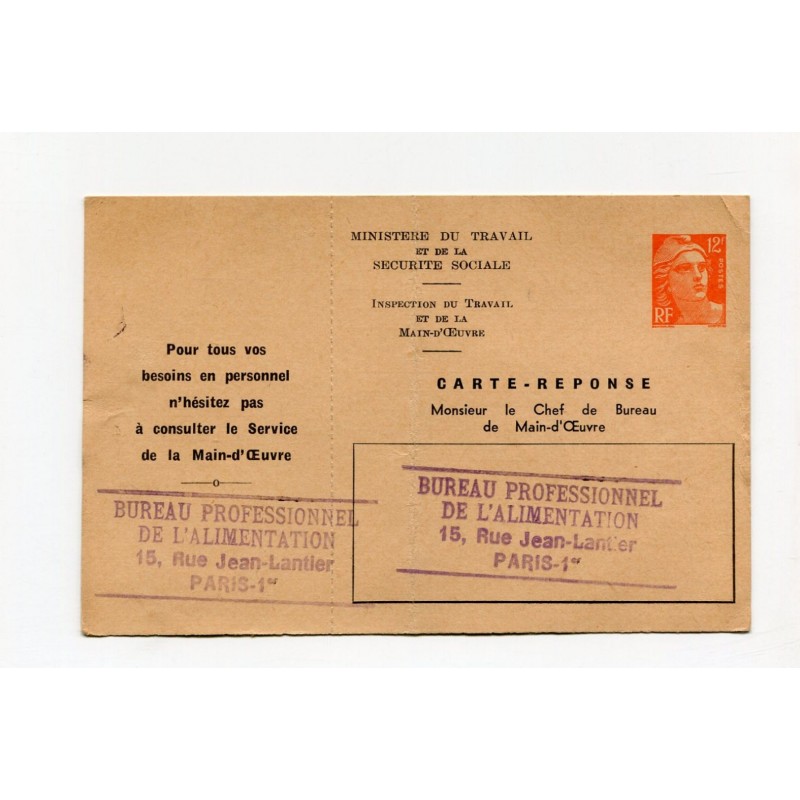 MINISTERE DU TRAVAIL
ET DE LA
SECURITE SOCIALE
INSPECTION DU TRAVAIL
ET DE LA
MAIN-D'ŒUVRE
12F
POSTES
RF
Pour tous vos
besoins en personnel
n'hésitez pas
à consulter le Service
de la Main-d'Œuvre
CARTE-REPONSE
Monsieur le Chef de Bureau
de Main-d'Œuvre
BUREAU PROFESSIONNEL
DE L'ALIMENTATION
15, Rue Jean-Lantier
PARIS-1er
BUREAU PROFESSIONNEL
DE L'ALIMENTATION
15, Rue Jean-Lantier
PARIS-1er